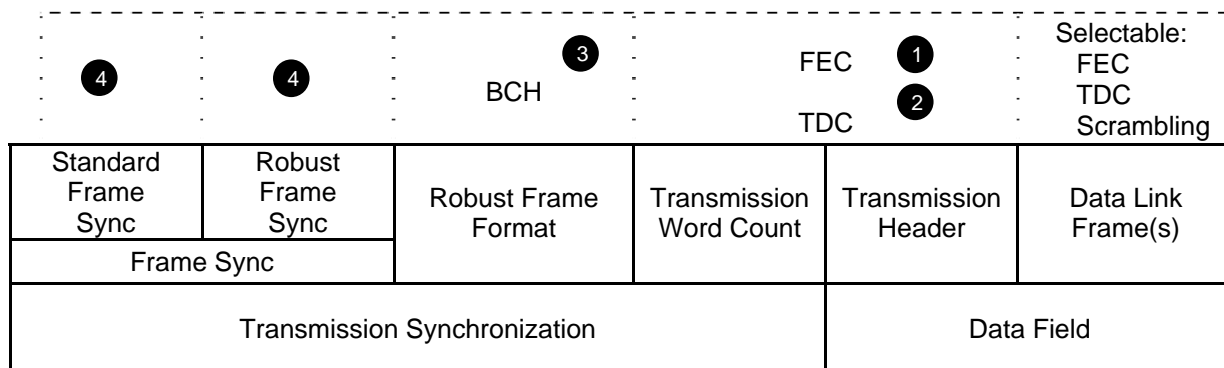 4
4
3
BCH
FEC 1
TDC 2
Selectable:
FEC
TDC
Scrambling
Standard
Frame
Sync
Robust
Frame
Sync
Frame Sync
Robust Frame
Format
Transmission
Word Count
Transmission
Header
Data Link
Frame(s)
Transmission Synchronization
Data Field